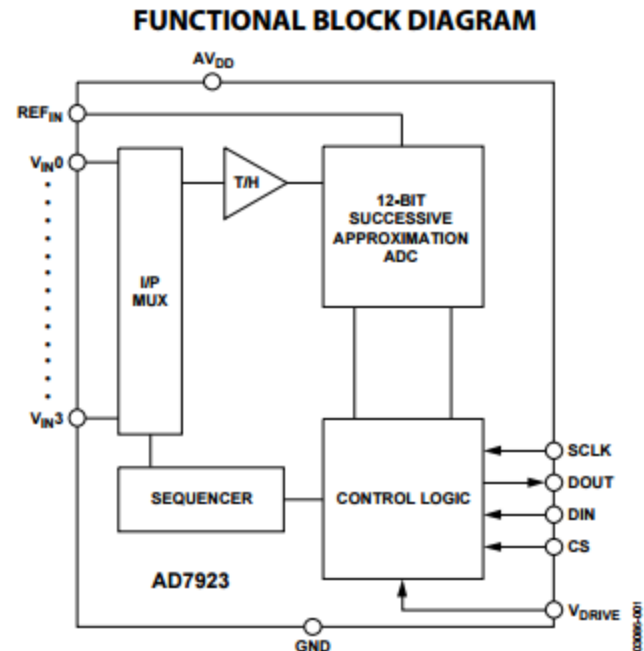 FUNCTIONAL BLOCK DIAGRAM
AVDD
REFIN
VIN0
T/H
12-BIT
SUCCESSIVE
APPROXIMATION
ADC
I/P
MUX
VIN3
SCLK
SEQUENCER
CONTROL LOGIC
DOUT
DIN
CS
AD7923
VDRIVE
GND
03086-001